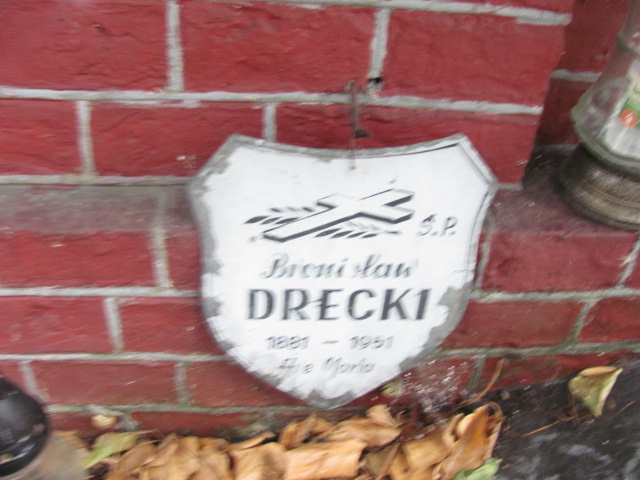 Ś.P.
Bronisław
DRECKI
1881 - 1951
Ave Maria